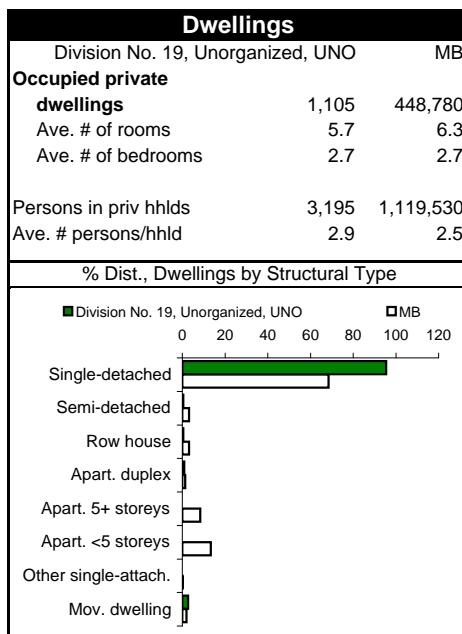 Dwellings
Division No. 19, Unorganized, UNO MB
Occupied private
dwellings 1,105 448,780
Ave. # of rooms 5.7 6.3
Ave. # of bedrooms 2.7 2.7
Persons in priv hhlds 3,195 1,119,530
Ave. # persons/hhld 2.9 2.5
% Dist., Dwellings by Structural Type
Division No. 19, Unorganized, UNO MB
0 20 40 60 80 100 120
Single-detached
Semi-detached
Row house
Apart. duplex
Apart. 5+ storeys
Apart. <5 storeys
Other single-attach.
Mov. dwelling